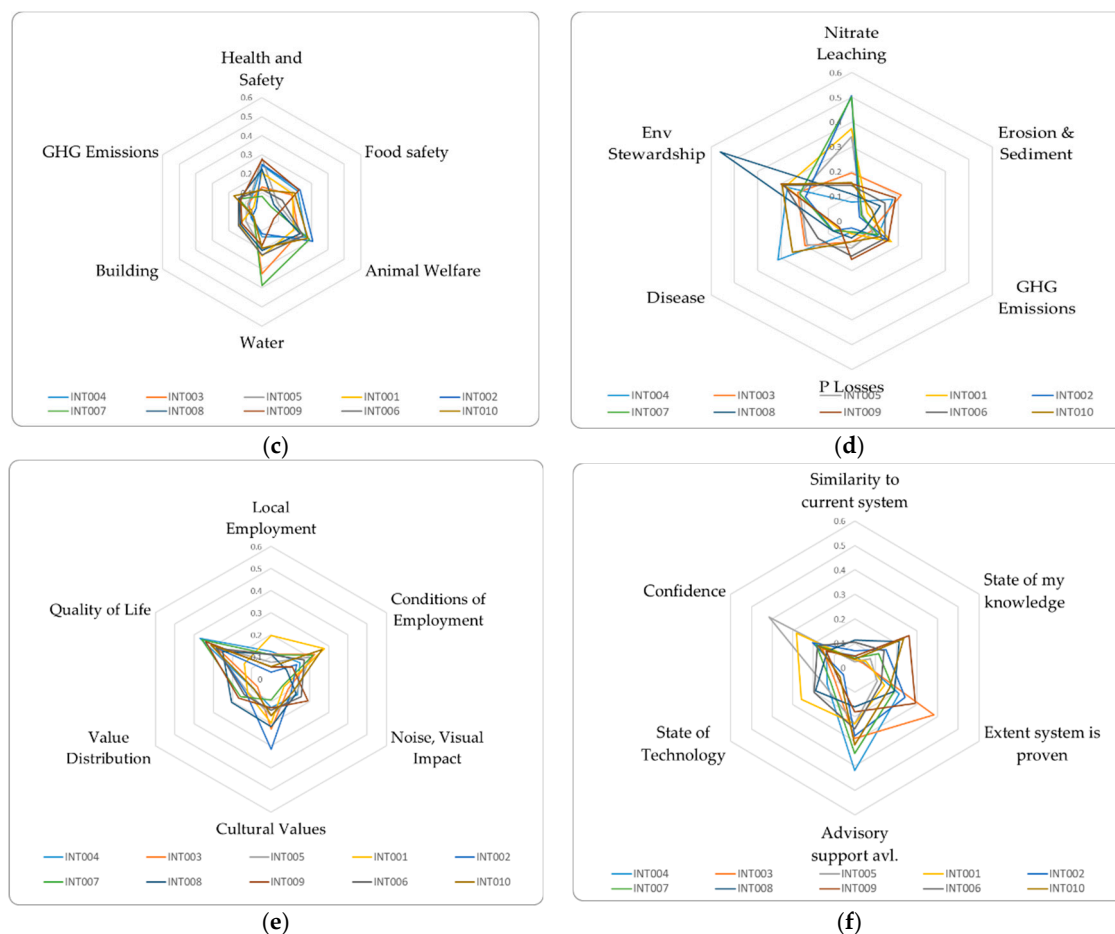 Health and
Safety
0.6
0.5
0.4
0.3
0.2
GHG Emissions
Food safety
Building
Animal Welfare
Water
INT004 INT003 INT005 INT001 INT002
INT007 INT008 INT009 INT006 INT010
(c)
Nitrate
Leaching
0.6
0.5
0.4
0.3
0.2
0.1
0
Env
Stewardship
Erosion &
Sediment
Disease
GHG
Emissions
P Losses
INT004 INT003 INT005 INT001 INT002
INT007 INT008 INT009 INT006 INT010
(d)
Local
Employment
0.6
0.5
0.4
0.3
0.2
0.1
0
Quality of Life
Conditions of
Employment
Value
Distribution
Noise, Visual
Impact
Cultural Values
INT004 INT003 INT005 INT001 INT002
INT007 INT008 INT009 INT006 INT010
(e)
Similarity to
current system
0.6
0.5
0.4
0.3
0.2
0.1
0
Confidence
State of my
knowledge
State of
Technology
Extent system is
proven
Advisory
support avl.
INT004 INT003 INT005 INT001 INT002
INT007 INT008 INT009 INT006 INT010
(f)